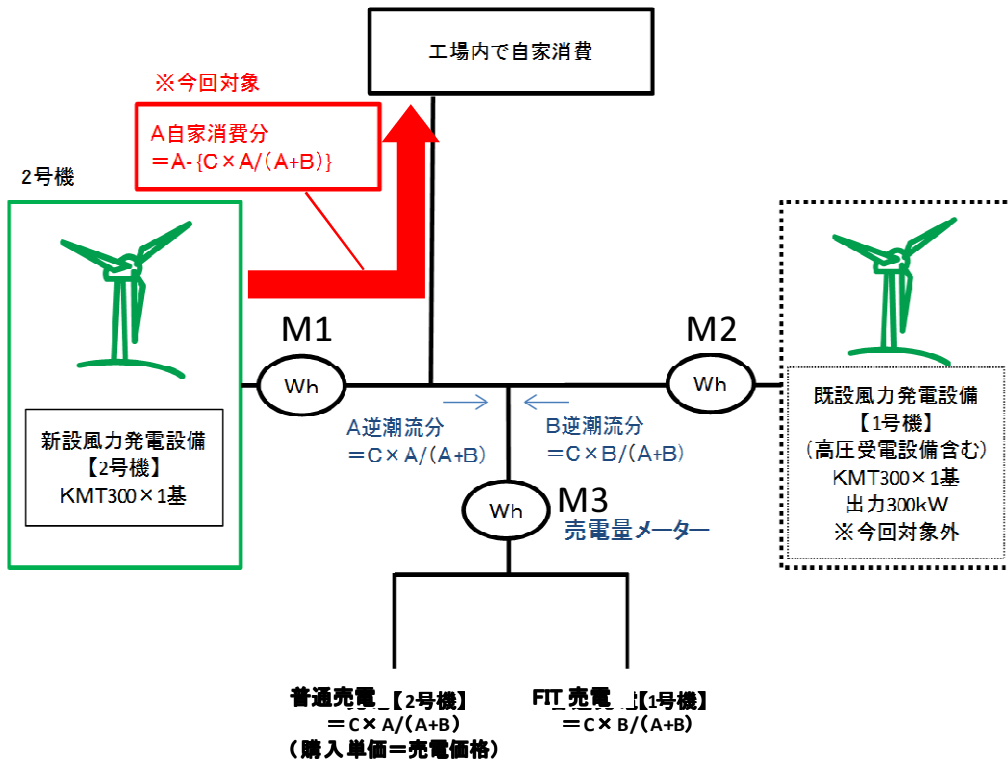 工場内で自家消費
※今回対象
A自家消費分
＝A-{C×A/(A+B)}
2号機
M1
Wh
新設風力発電設備
【2号機】
KMT300×1基
M2
Wh
既設風力発電設備
【1号機】
(高圧受電設備含む)
KMT300×1基
出力300kW
※今回対象外
A逆潮流分
＝C×A/(A+B)
B逆潮流分
＝C×B/(A+B)
Wh
M3
売電量メーター
普通売電【2号機】
＝C×A/(A+B)
(購入単価＝売電価格)
FIT売電【1号機】
＝C×B/(A+B)